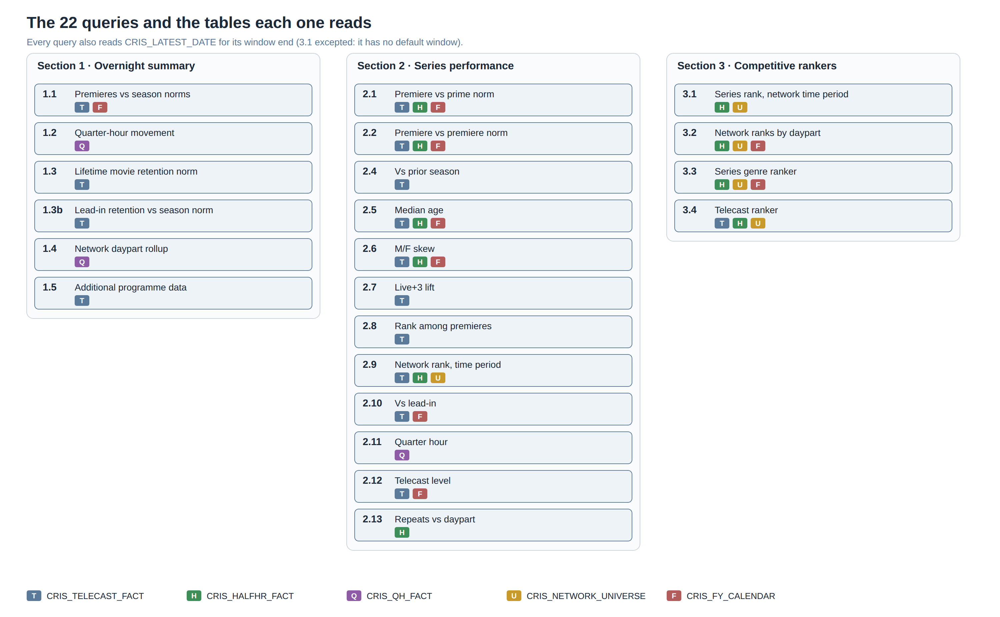 The 22 queries and the tables each one reads
Every query also reads CRIS_LATEST_DATE for its window end (3.1 excepted: it has no default window).
Section 1 · Overnight summary
1.1 Premieres vs season norms
T F
1.2 Quarter-hour movement
Q
1.3 Lifetime movie retention norm
T
1.3b Lead-in retention vs season norm
T
1.4 Network daypart rollup
Q
1.5 Additional programme data
T
Section 2 · Series performance
2.1 Premiere vs prime norm
T H F
2.2 Premiere vs premiere norm
T H F
2.4 Vs prior season
T
2.5 Median age
T H F
2.6 M/F skew
T H F
2.7 Live+3 lift
T
2.8 Rank among premieres
T
2.9 Network rank, time period
T H U
2.10 Vs lead-in
T F
2.11 Quarter hour
Q
2.12 Telecast level
T F
2.13 Repeats vs daypart
H
Section 3 · Competitive rankers
3.1 Series rank, network time period
H U
3.2 Network ranks by daypart
H U F
3.3 Series genre ranker
H U F
3.4 Telecast ranker
T H U
T CRIS_TELECAST_FACT H CRIS_HALFHR_FACT Q CRIS_QH_FACT U CRIS_NETWORK_UNIVERSE F CRIS_FY_CALENDAR